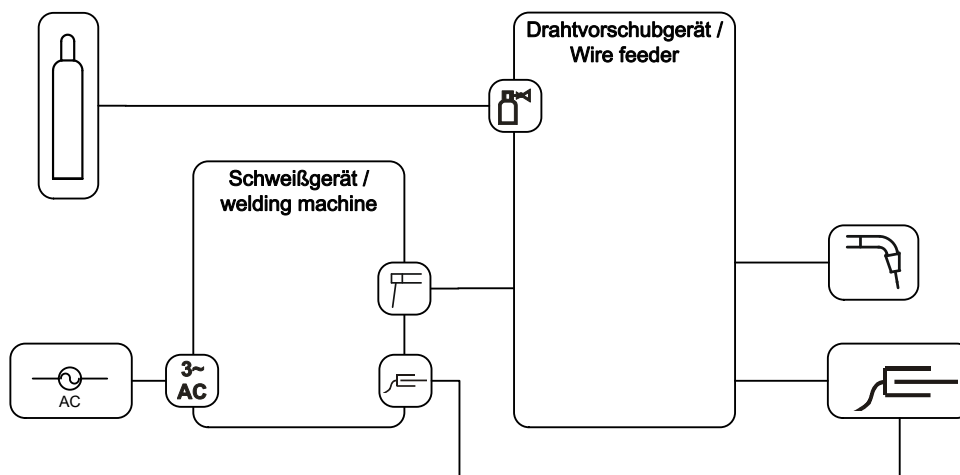 Drahtvorschubgerät /
Wire feeder
Schweißgerät /
welding machine
3~
AC
AC